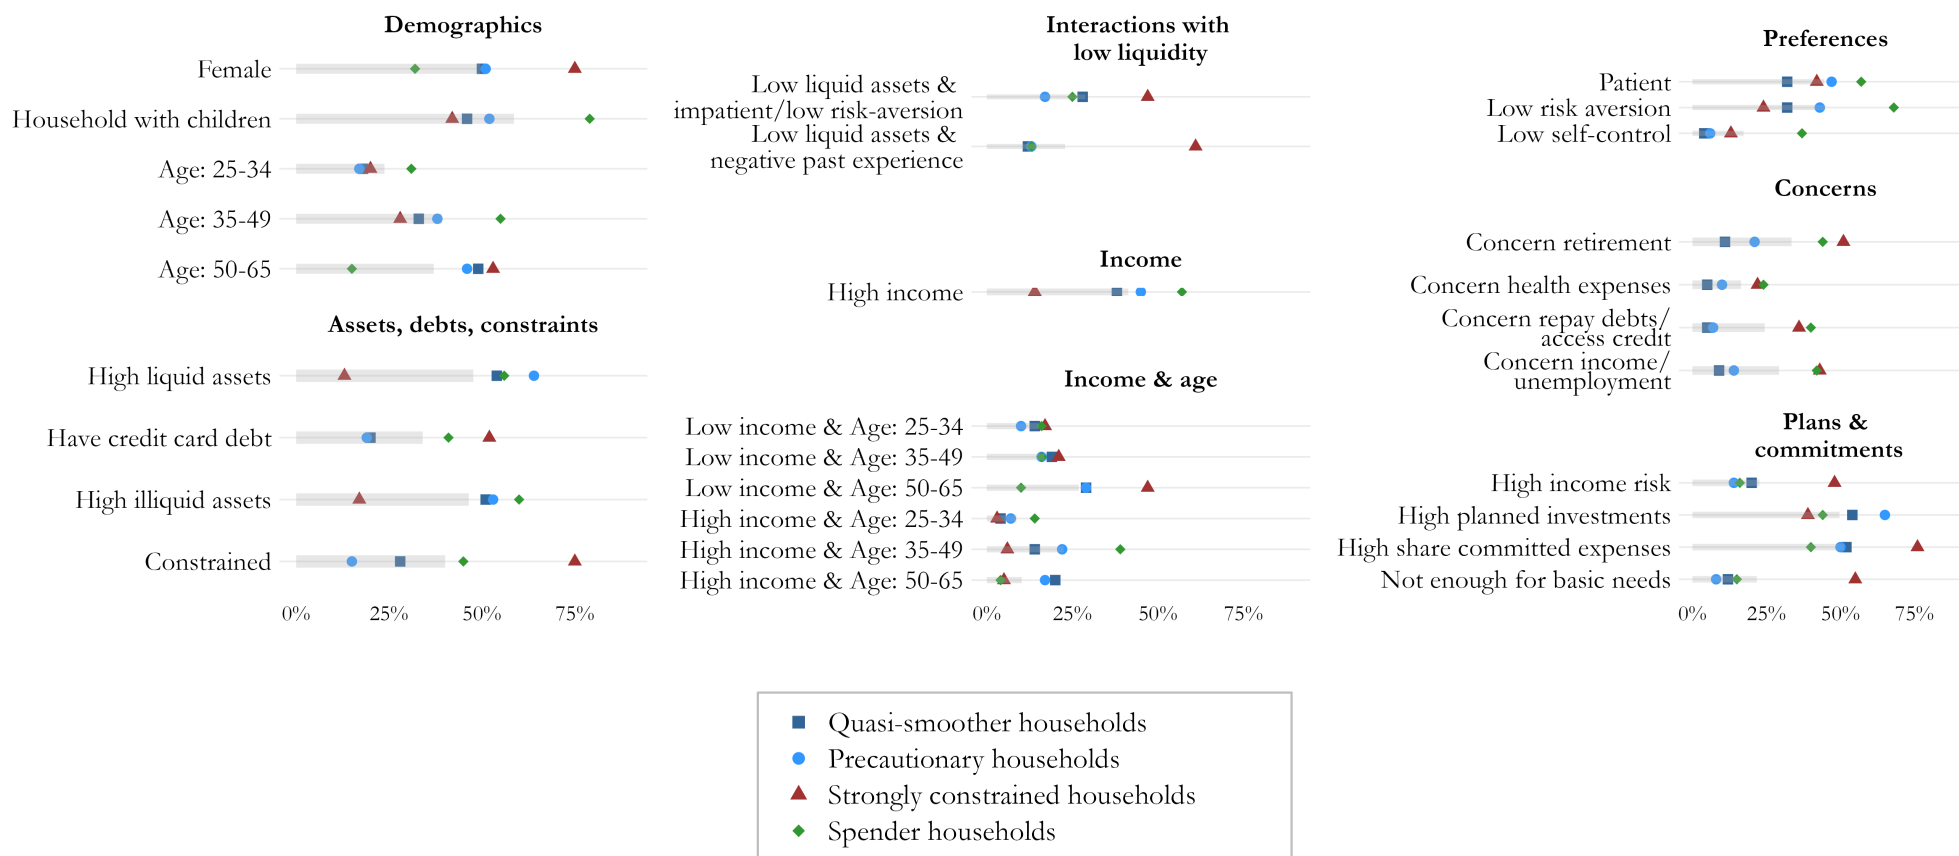 Demographics
Female
Household with children
Age: 25-34
Age: 35-49
Age: 50-65
Assets, debts, constraints
High liquid assets
Have credit card debt
High illiquid assets
Constrained
0% 25% 50% 75%
Interactions with
low liquidity
Low liquid assets &
impatient/low risk-aversion
Low liquid assets &
negative past experience
Income
High income
Income & age
Low income & Age: 25-34
Low income & Age: 35-49
Low income & Age: 50-65
High income & Age: 25-34
High income & Age: 35-49
High income & Age: 50-65
0% 25% 50% 75%
Preferences
Patient
Low risk aversion
Low self-control
Concerns
Concern retirement
Concern health expenses
Concern repay debts/
access credit
Concern income/
unemployment
Plans &
commitments
High income risk
High planned investments
High share committed expenses
Not enough for basic needs
0% 25% 50% 75%
Quasi-smoother households
Precautionary households
Strongly constrained households
Spender households